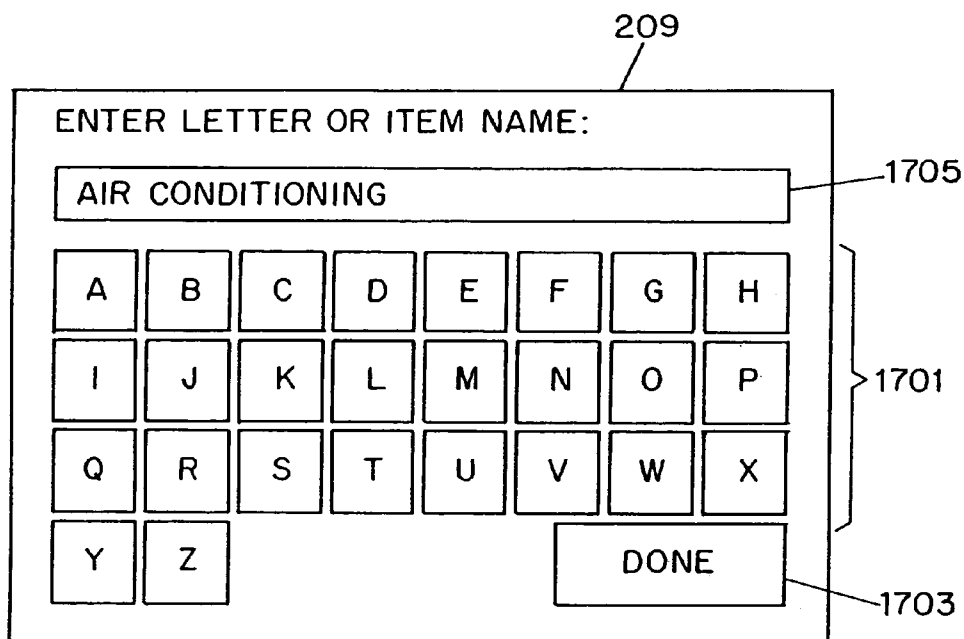 209
ENTER LETTER OR ITEM NAME:
AIR CONDITIONING
1705
A B C D E F G H
I J K L M N O P
1701
Q R S T U V W X
Y Z DONE
1703